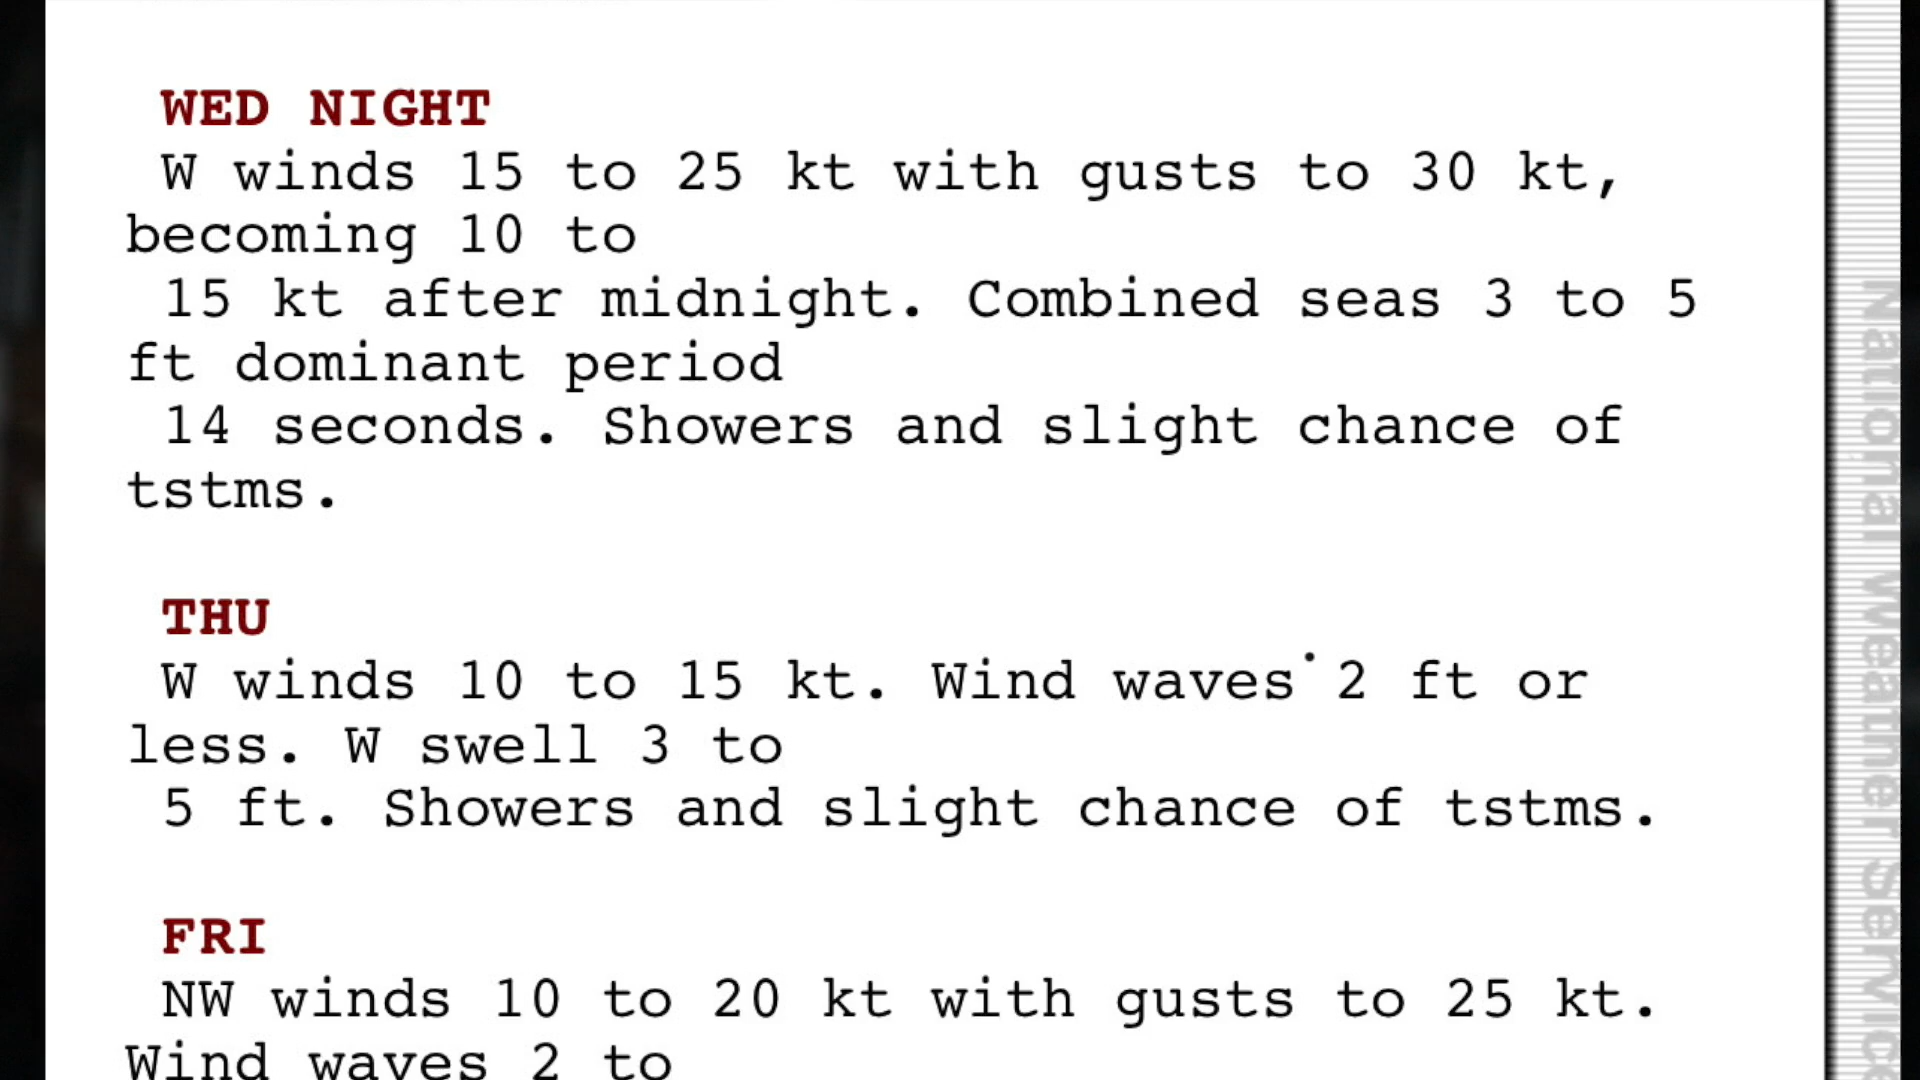 WED NIGHT
W winds 15 to 25 kt with gusts to 30 kt,
becoming 10 to
15 kt after midnight. Combined seas 3 to 5
ft dominant period
14 seconds. Showers and slight chance of
tstms.
THU
W winds 10 to 15 kt. Wind waves 2 ft or
less. W swell 3 to
5 ft. Showers and slight chance of tstms.
FRI
NW winds 10 to 20 kt with gusts to 25 kt.
Wind waves 2 to
National Weather Service